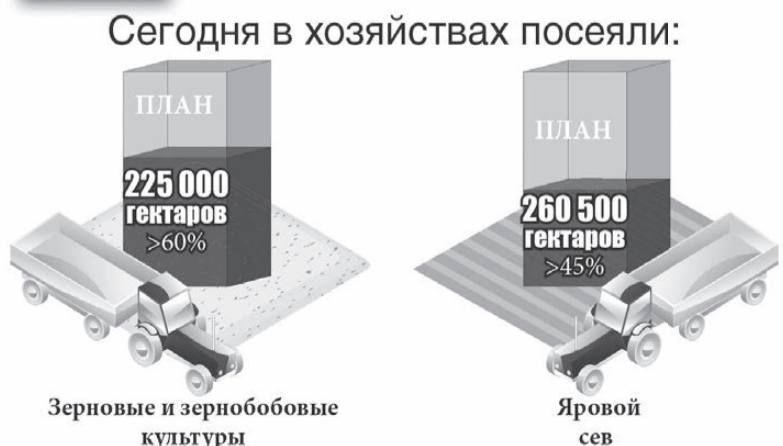 Сегодня в хозяйствах посеяли:
ПЛАН
225 000
гектаров
>60%
Зерновые и зернобобовые
культуры
ПЛАН
260 500
гектаров
>45%
Яровой
сев